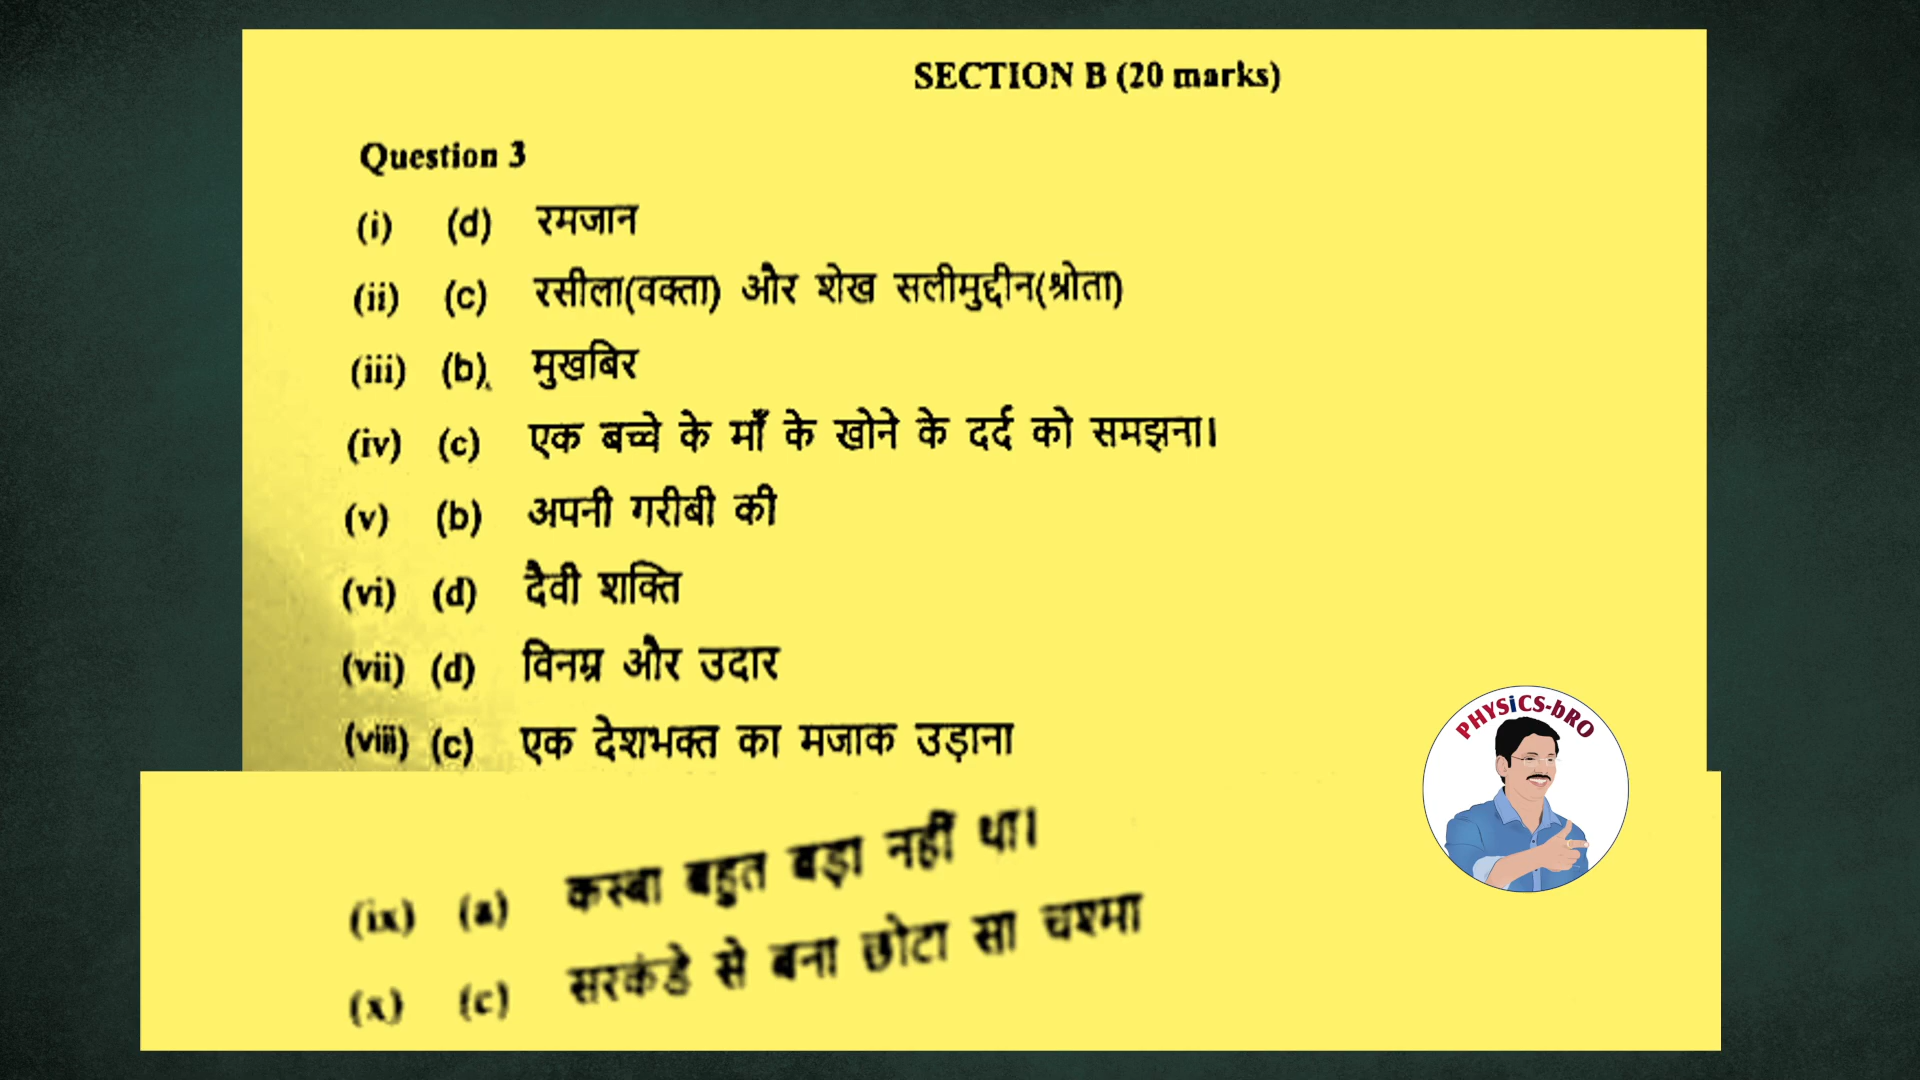 SECTION B (20 marks)
Question 3
(i) (d) रमजान
(ii) (c) रसीला(वक्ता) और शेख सलीमुद्दीन(श्रोता)
(iii) (b) मुखबिर
(iv) (c) एक बच्चे के माँ के खोने के दर्द को समझना।
(v) (b) अपनी गरीबी की
(vi) (d) दैवी शक्ति
(vii) (d) विनम्र और उदार
(viii) (c) एक देशभक्त का मजाक उड़ाना
PHYSiCS-bRO
(ix) (a) कस्बा बहुत बड़ा नहीं था।
(x) (c) सरकंडे से बना छोटा सा चश्मा